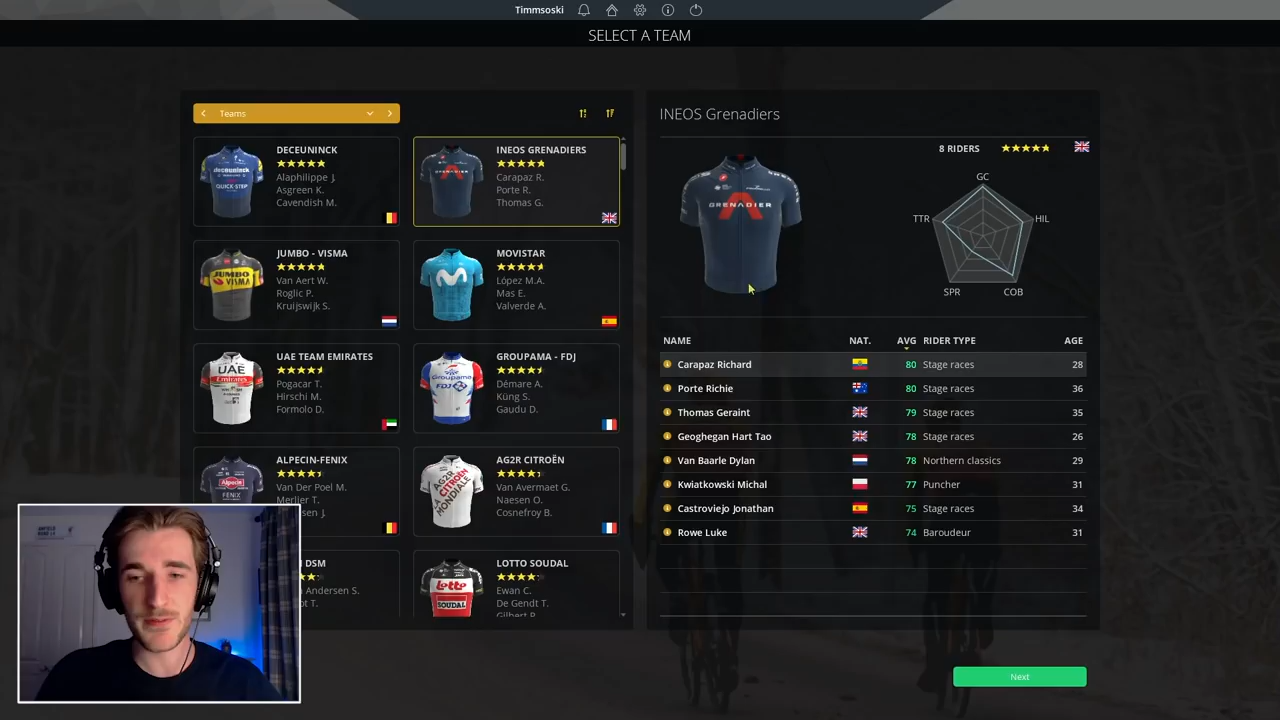 Timmsoski
SELECT A TEAM
Teams
DECEUNINCK
Alaphilippe J.
Asgreen K.
Cavendish M.
INEOS GRENADIERS
Carapaz R.
Porte R.
Thomas G.
JUMBO - VISMA
Van Aert W.
Roglic P.
Kruijswijk S.
MOVISTAR
López M.A.
Mas E.
Valverde A.
UAE TEAM EMIRATES
Pogacar T.
Hirschi M.
Formolo D.
GROUPAMA - FDJ
Démare A.
Küng S.
Gaudu D.
ALPECIN-FENIX
Van Der Poel M.
Merlier T.
sen J.
AG2R CITROËN
Van Avermaet G.
Naesen O.
Cosnefroy B.
DSM
Andersen S.
ot T.
LOTTO SOUDAL
Ewan C.
De Gendt T.
Gilbert P.
INEOS Grenadiers
GRENADIER
8 RIDERS
GC
TTR
HIL
SPR
COB
NAME NAT. AVG RIDER TYPE AGE
Carapaz Richard 80 Stage races 28
Porte Richie 80 Stage races 36
Thomas Geraint 79 Stage races 35
Geoghegan Hart Tao 78 Stage races 26
Van Baarle Dylan 78 Northern classics 29
Kwiatkowski Michal 77 Puncher 31
Castroviejo Jonathan 75 Stage races 34
Rowe Luke 74 Baroudeur 31
Next